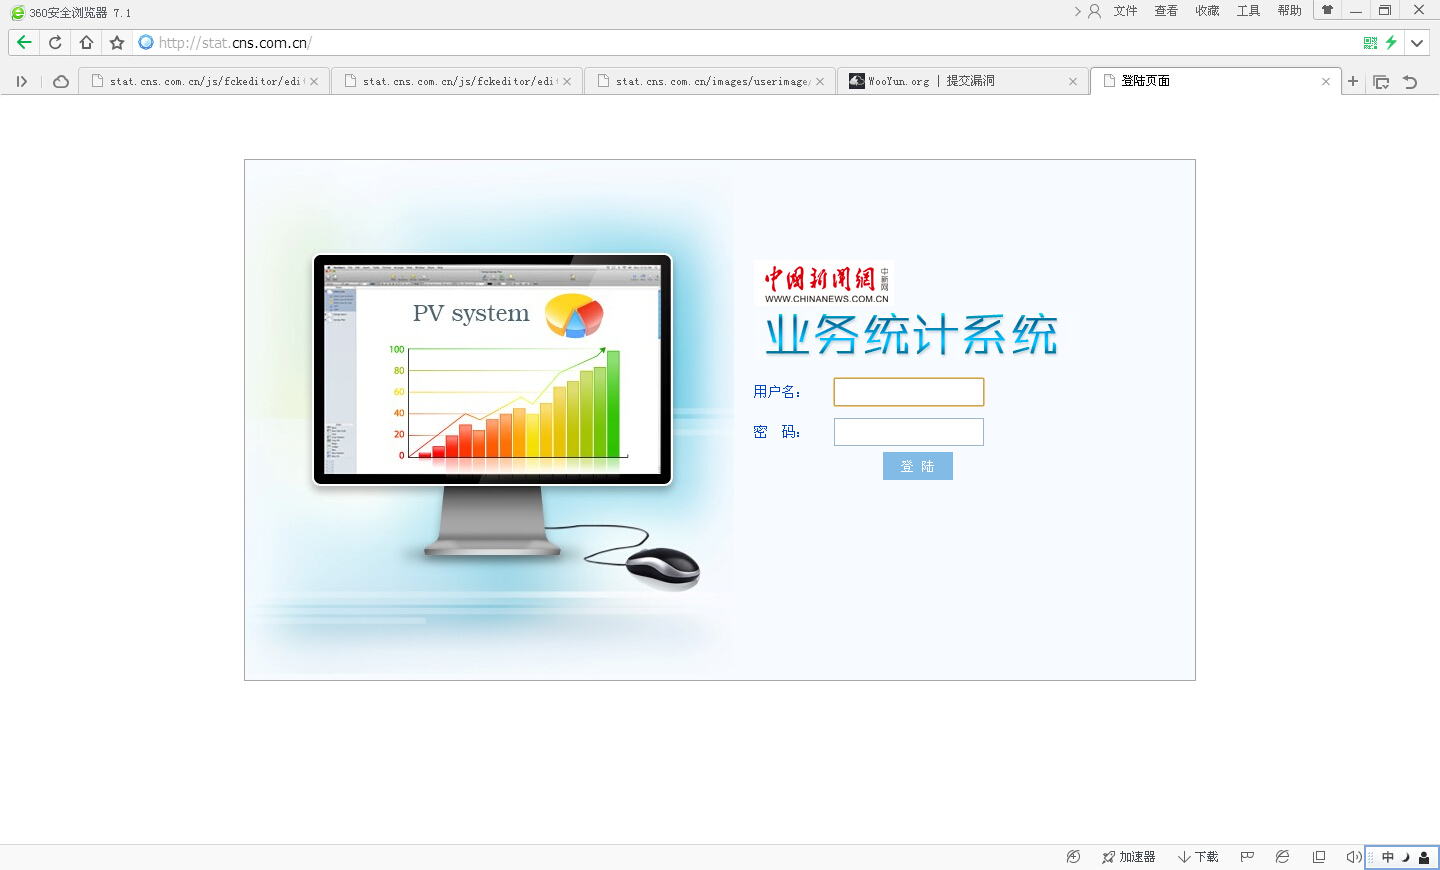 360安全浏览器 7.1
文件 查看 收藏 工具 帮助
http://stat.cns.com.cn/
stat.cns.com.cn/js/fckeditor/edi
stat.cns.com.cn/js/fckeditor/edi
stat.cns.com.cn/images/userimage/
WooYun.org | 提交漏洞
登陆页面
PV system
100
80
60
40
20
0
中国新闻網
中新网
WWW.CHINANEWS.COM.CN
业务统计系统
用户名：
密 码：
登 陆
加速器
下载
中